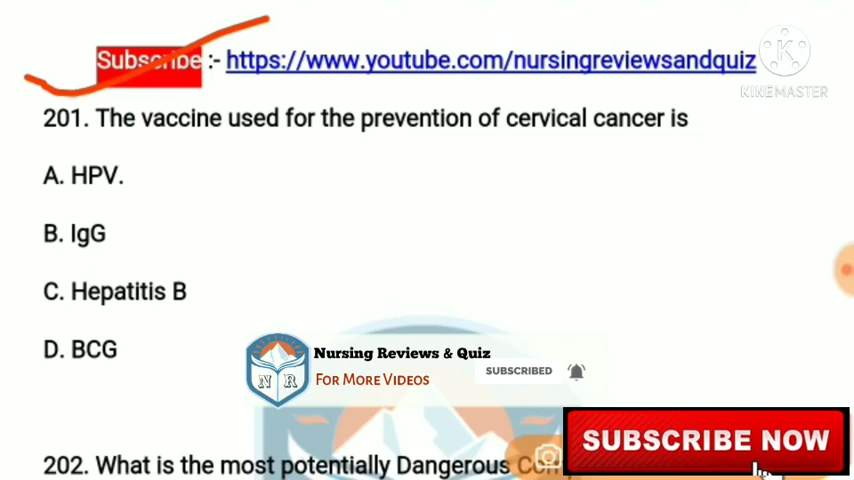 Subscribe :- https://www.youtube.com/nursingreviewsandquiz
KINEMASTER
201. The vaccine used for the prevention of cervical cancer is
A. HPV.
B. IgG
C. Hepatitis B
D. BCG
N R
Nursing Reviews & Quiz
FOR MORE VIDEOS
SUBSCRIBED
SUBSCRIBE NOW
202. What is the most potentially Dangerous